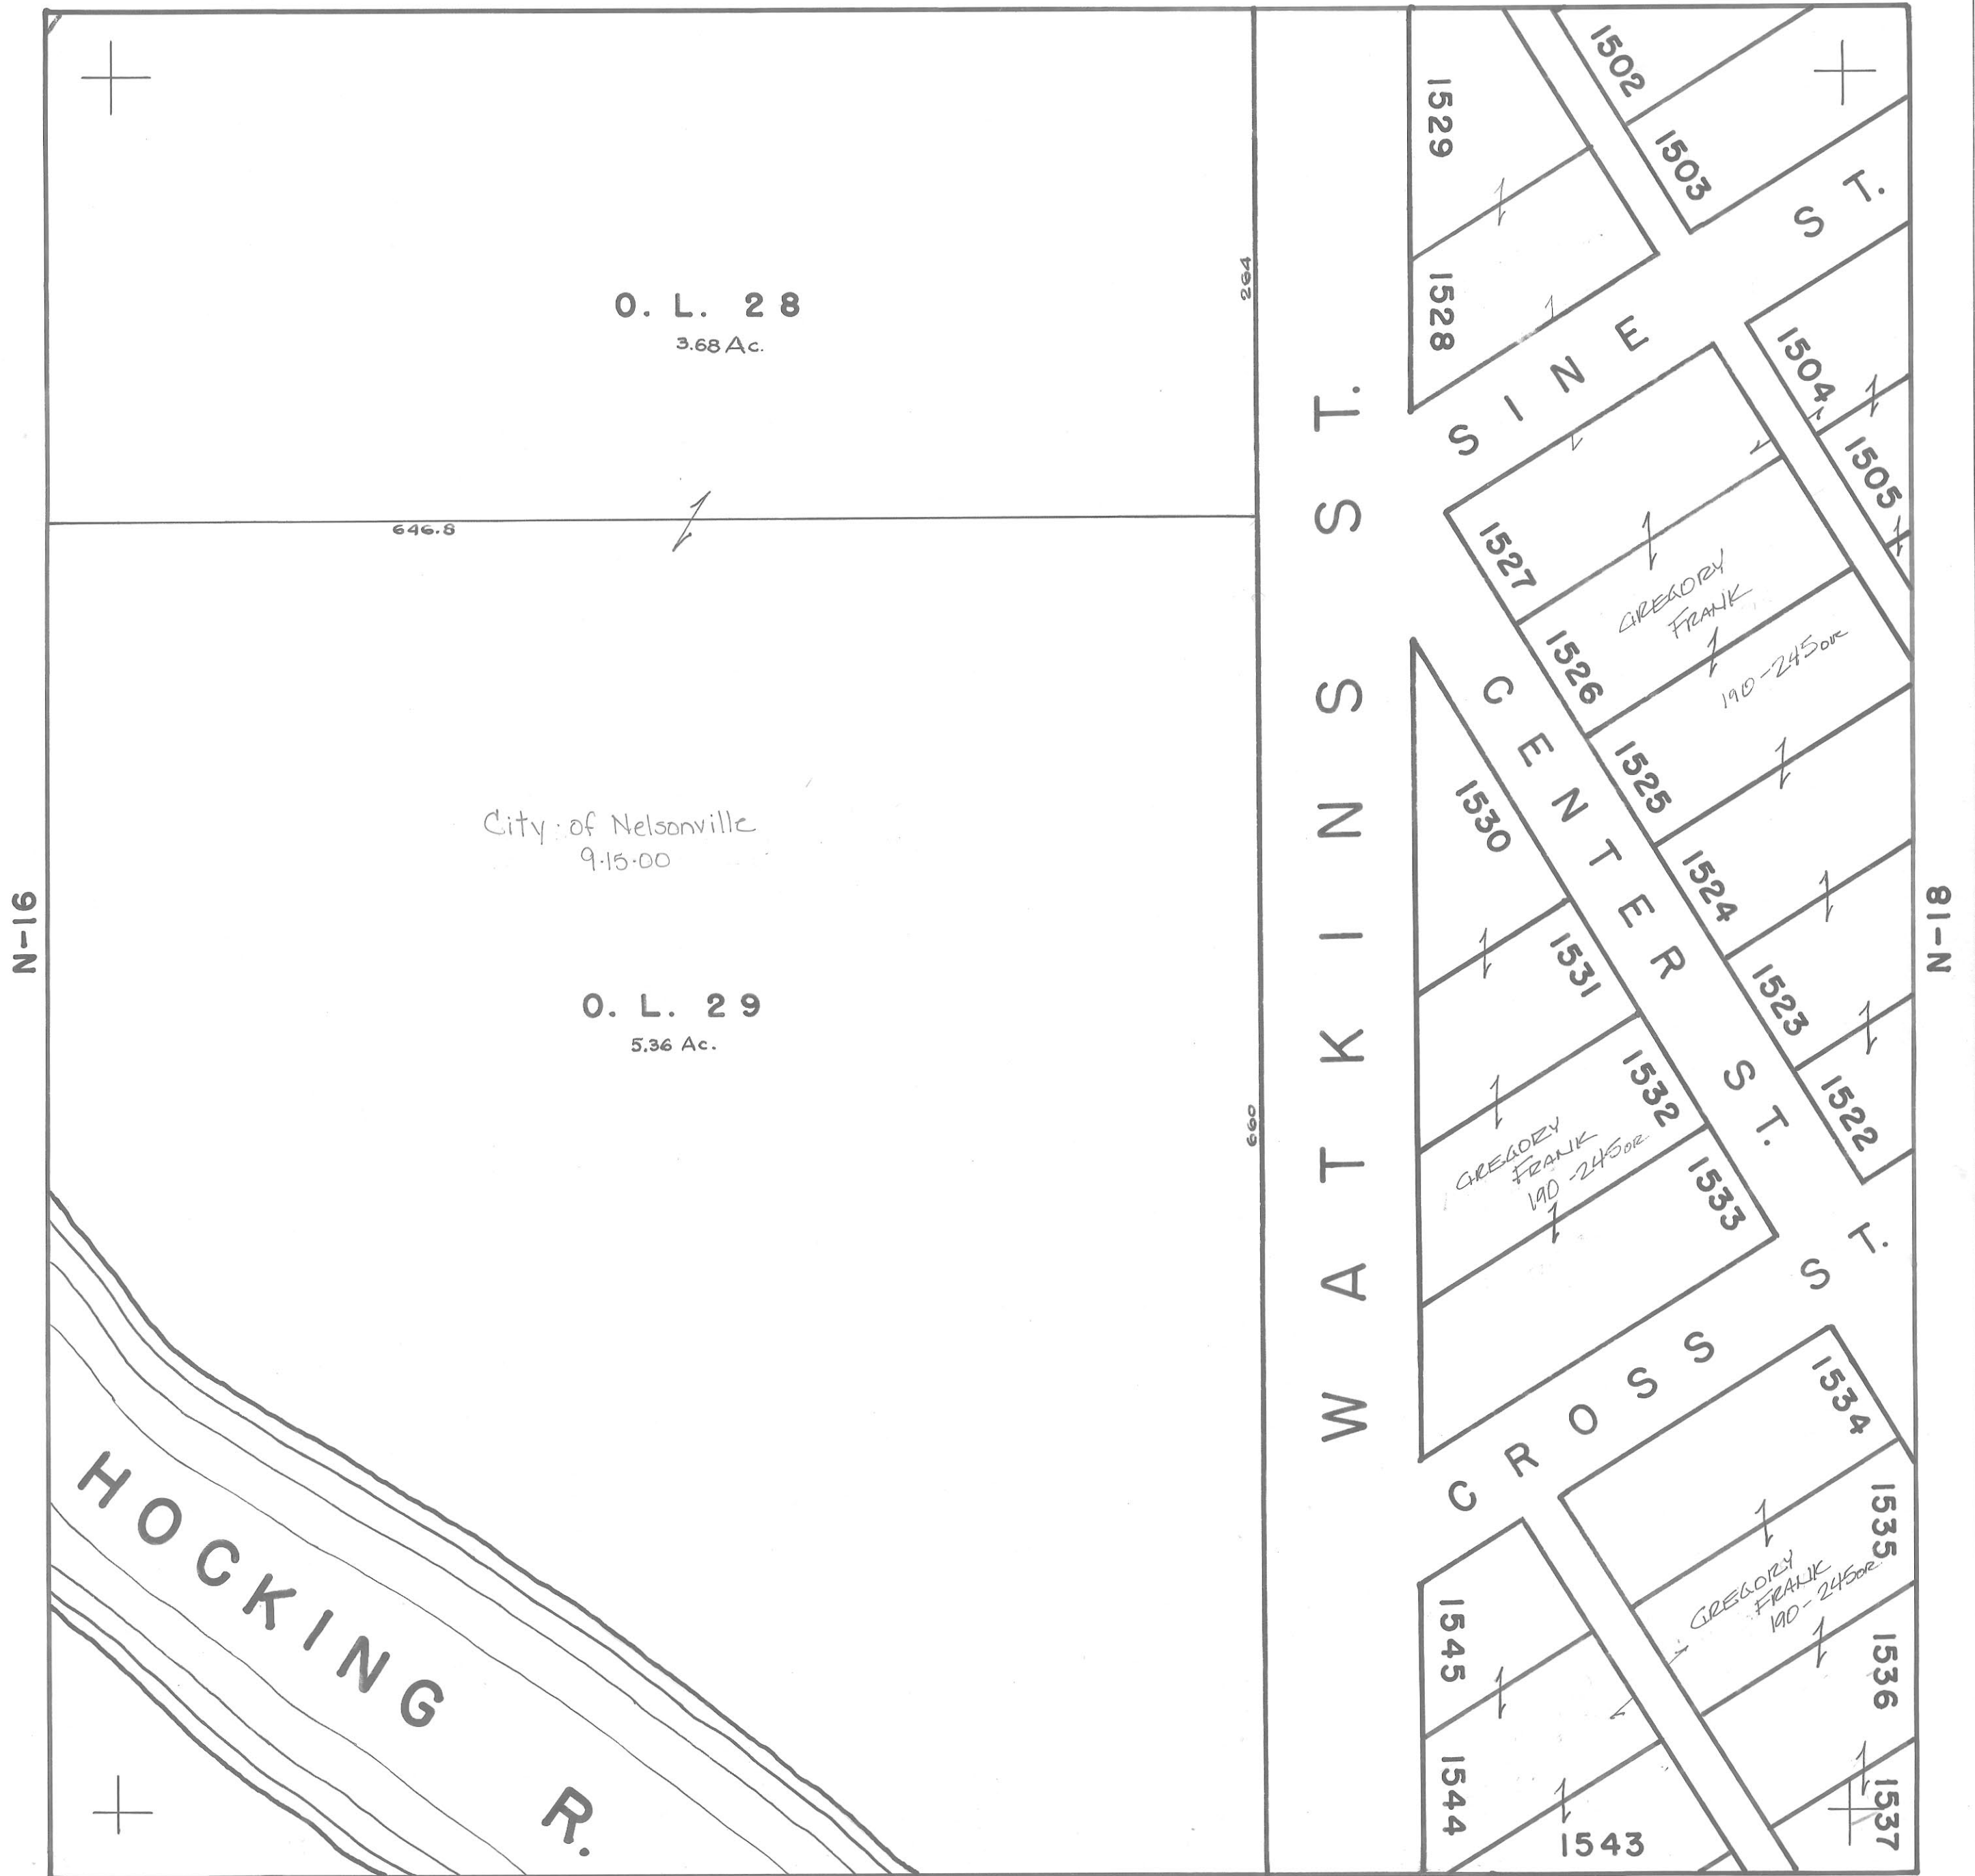 O. L. 28
3.68 Ac.
264
646.8
City of Nelsonville
9.15.00
O. L. 29
5.36 Ac.
660
N-16
N-18
HOCKING R.
WATKINS ST.
SINE ST.
CENTER ST.
CROSS ST.
1502
1503
1529
1528
1504
1505
1527
1526
1525
1524
1523
1522
GREGORY
FRANK
190-245 OR
1530
1531
1532
1533
GREGORY
FRANK
190-245 OR
1534
1535
1536
1537
GREGORY
FRANK
190-245 OR.
1545
1544
1543